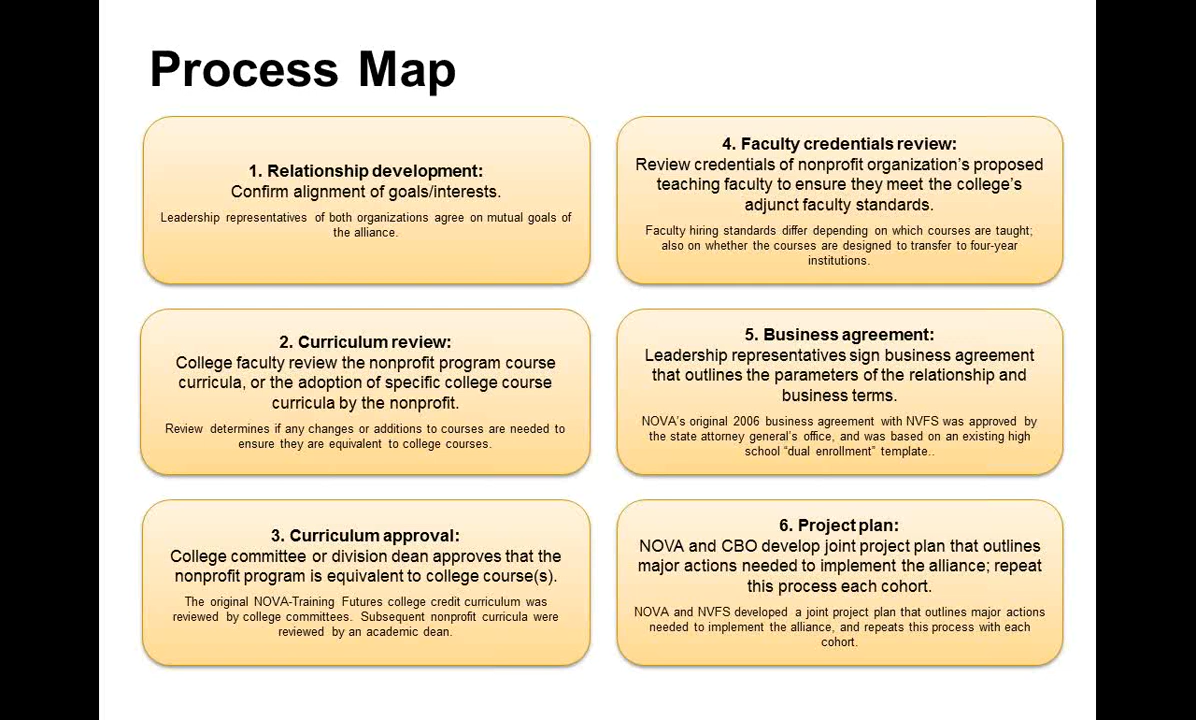 Process Map
1. Relationship development:
Confirm alignment of goals/interests.
Leadership representatives of both organizations agree on mutual goals of
the alliance.
2. Curriculum review:
College faculty review the nonprofit program course
curricula, or the adoption of specific college course
curricula by the nonprofit.
Review determines if any changes or additions to courses are needed to
ensure they are equivalent to college courses.
3. Curriculum approval:
College committee or division dean approves that the
nonprofit program is equivalent to college course(s).
The original NOVA-Training Futures college credit curriculum was
reviewed by college committees. Subsequent nonprofit curricula were
reviewed by an academic dean.
4. Faculty credentials review:
Review credentials of nonprofit organization’s proposed
teaching faculty to ensure they meet the college’s
adjunct faculty standards.
Faculty hiring standards differ depending on which courses are taught;
also on whether the courses are designed to transfer to four-year
institutions.
5. Business agreement:
Leadership representatives sign business agreement
that outlines the parameters of the relationship and
business terms.
NOVA’s original 2006 business agreement with NVFS was approved by
the state attorney general’s office, and was based on an existing high
school “dual enrollment” template..
6. Project plan:
NOVA and CBO develop joint project plan that outlines
major actions needed to implement the alliance; repeat
this process each cohort.
NOVA and NVFS developed a joint project plan that outlines major actions
needed to implement the alliance, and repeats this process with each
cohort.